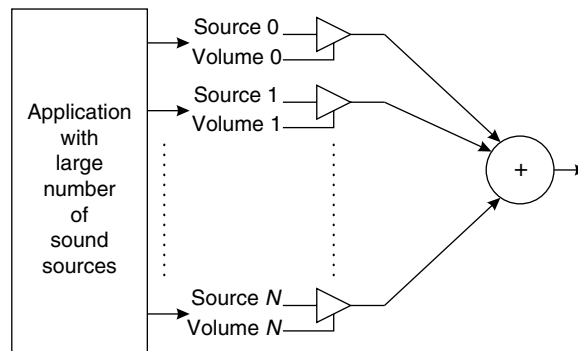 Application
with
large
number
of
sound
sources
Source 0
Volume 0
Source 1
Volume 1
Source N
Volume N
+